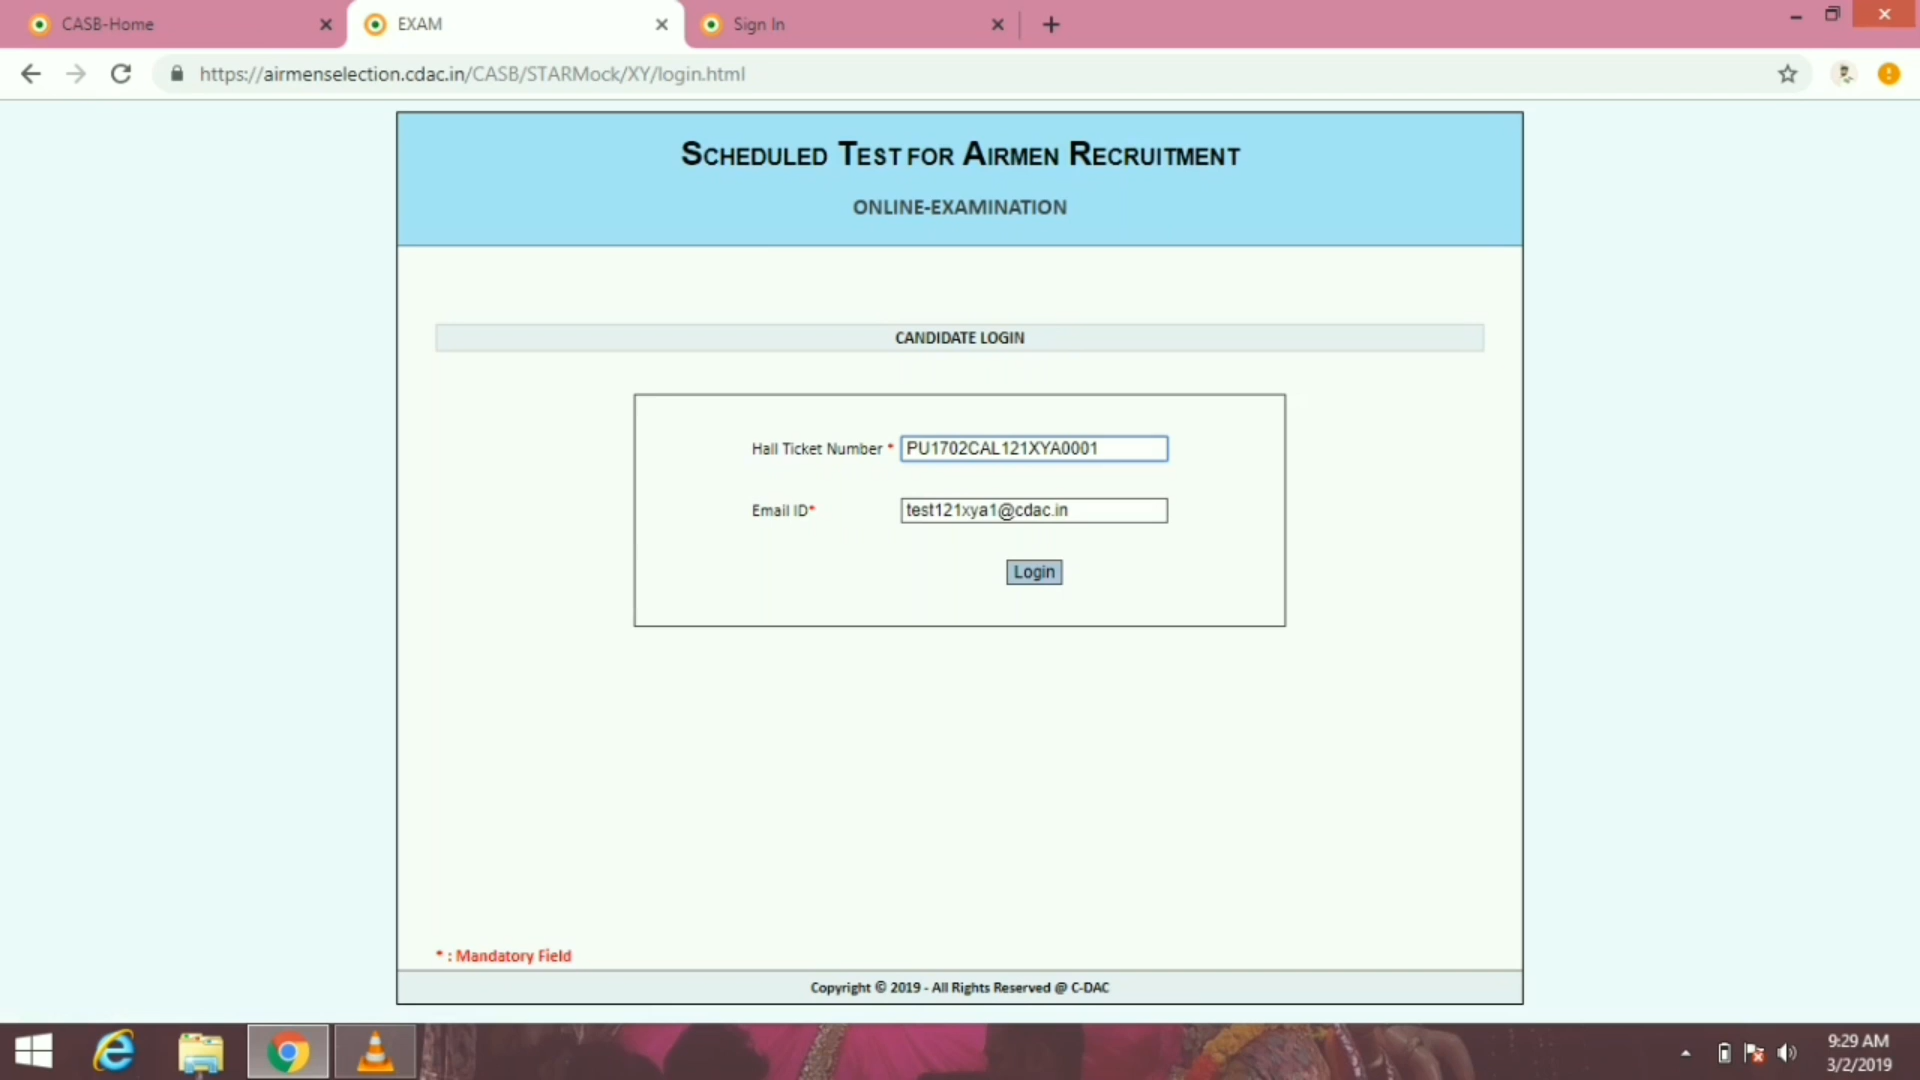 CASB-Home
EXAM
Sign In
https://airmenselection.cdac.in/CASB/STARMock/XY/login.html
SCHEDULED TEST FOR AIRMEN RECRUITMENT
ONLINE-EXAMINATION
CANDIDATE LOGIN
Hall Ticket Number * PU1702CAL121XYA0001
Email ID* test121xya1@cdac.in
Login
* : Mandatory Field
Copyright © 2019 - All Rights Reserved @ C-DAC
9:29 AM
3/2/2019